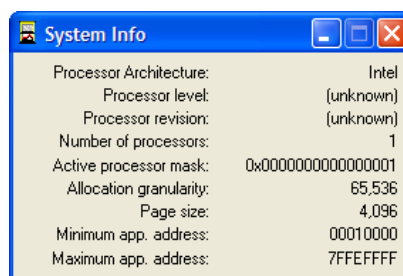 System Info
Processor Architecture: Intel
Processor level: (unknown)
Processor revision: (unknown)
Number of processors: 1
Active processor mask: 0x0000000000000001
Allocation granularity: 65,536
Page size: 4,096
Minimum app. address: 00010000
Maximum app. address: 7FFEFFFF